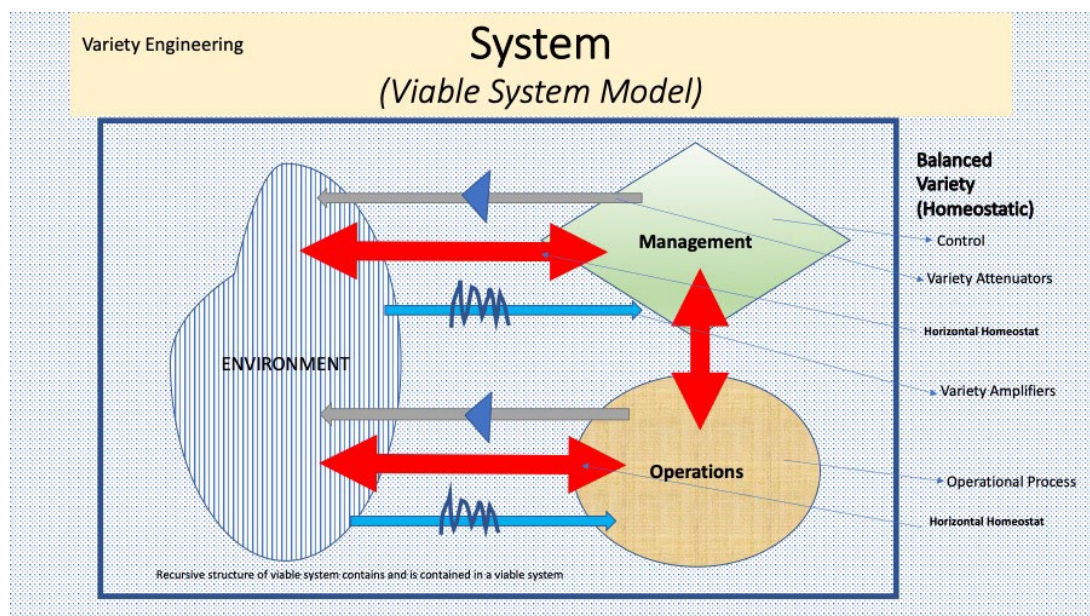 Variety Engineering
System
(Viable System Model)
Balanced
Variety
(Homeostatic)
Management
Control
Variety Attenuators
Horizontal Homeostat
ENVIRONMENT
Variety Amplifiers
Operations
Operational Process
Horizontal Homeostat
Recursive structure of viable system contains and is contained in a viable system